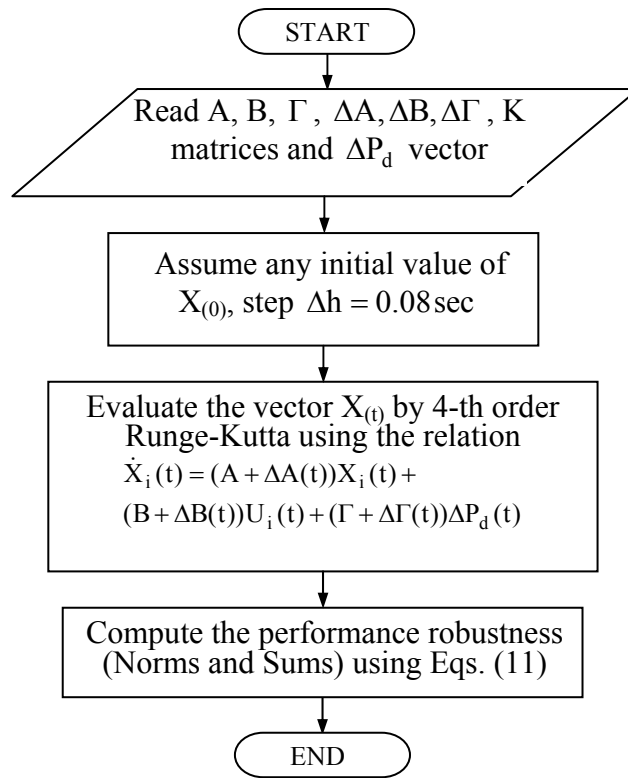 START
Read A, B, Γ, ΔA, ΔB, ΔΓ, K
matrices and ΔP_d vector
Assume any initial value of
X_(0), step Δh = 0.08 sec
Evaluate the vector X_(t) by 4-th order
Runge-Kutta using the relation
Ẋ_i(t) = (A + ΔA(t))X_i(t) +
(B + ΔB(t))U_i(t) + (Γ + ΔΓ(t))ΔP_d(t)
Compute the performance robustness
(Norms and Sums) using Eqs. (11)
END